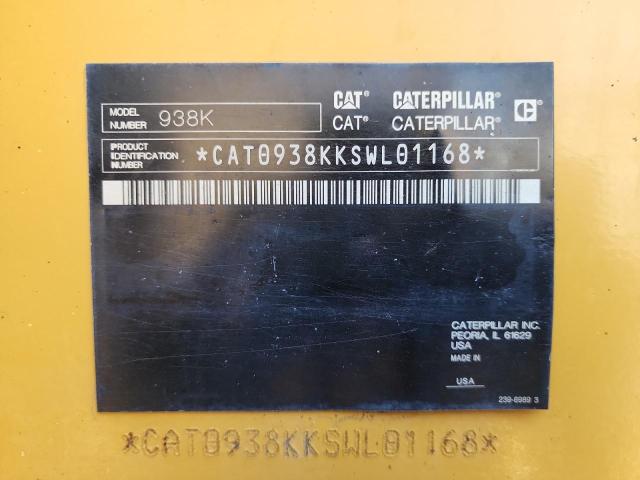 CAT® CATERPILLAR®
MODEL NUMBER 938K
CAT® CATERPILLAR®
PRODUCT IDENTIFICATION NUMBER *CAT0938KKSWL01168*
CATERPILLAR INC.
PEORIA, IL 61629
USA
MADE IN
USA
239-8989 3
*CAT0938KKSWL01168*